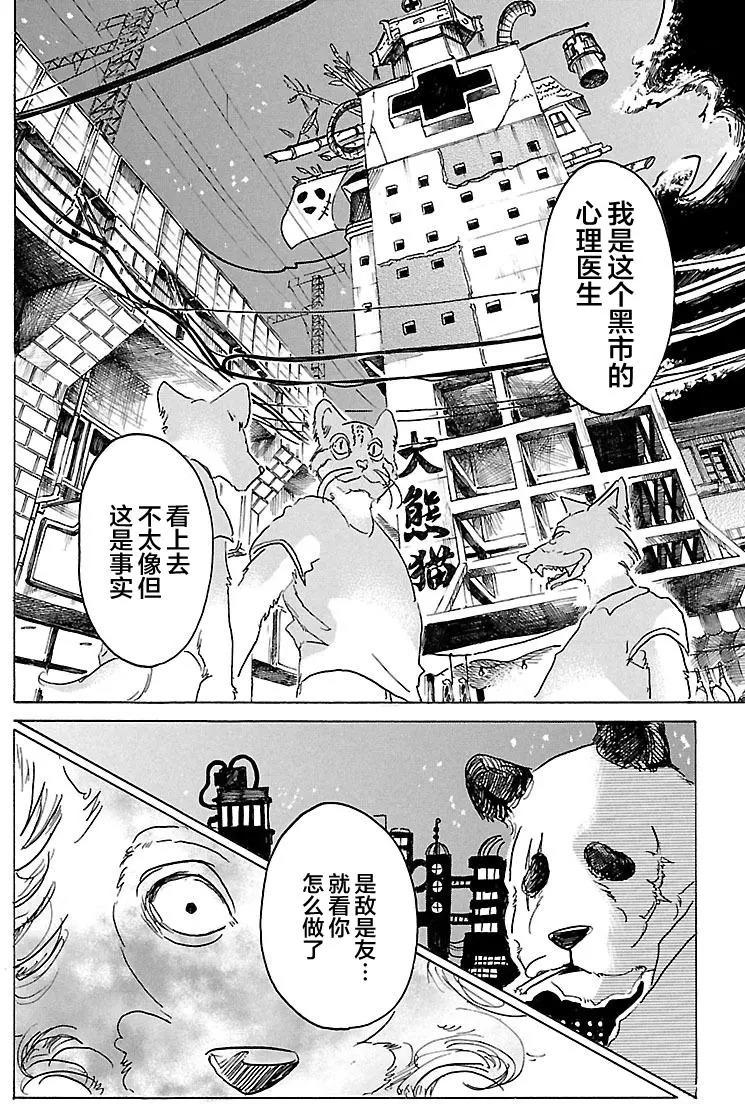 我是这个黑市的
心理医生
大熊猫
看上去
不太像但
这是事实
是敌是友…
就看你
怎么做了